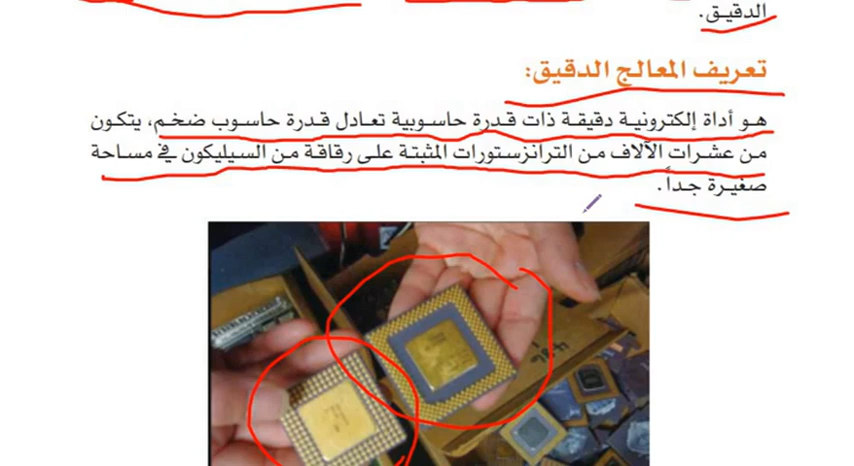 الدقيق.
تعريف المعالج الدقيق:
هو أداة إلكترونية دقيقة ذات قدرة حاسوبية تعادل قدرة حاسوب ضخم، يتكون
من عشرات الآلاف من الترانزستورات المثبتة على رقاقة من السيليكون في مساحة
صغيرة جداً.